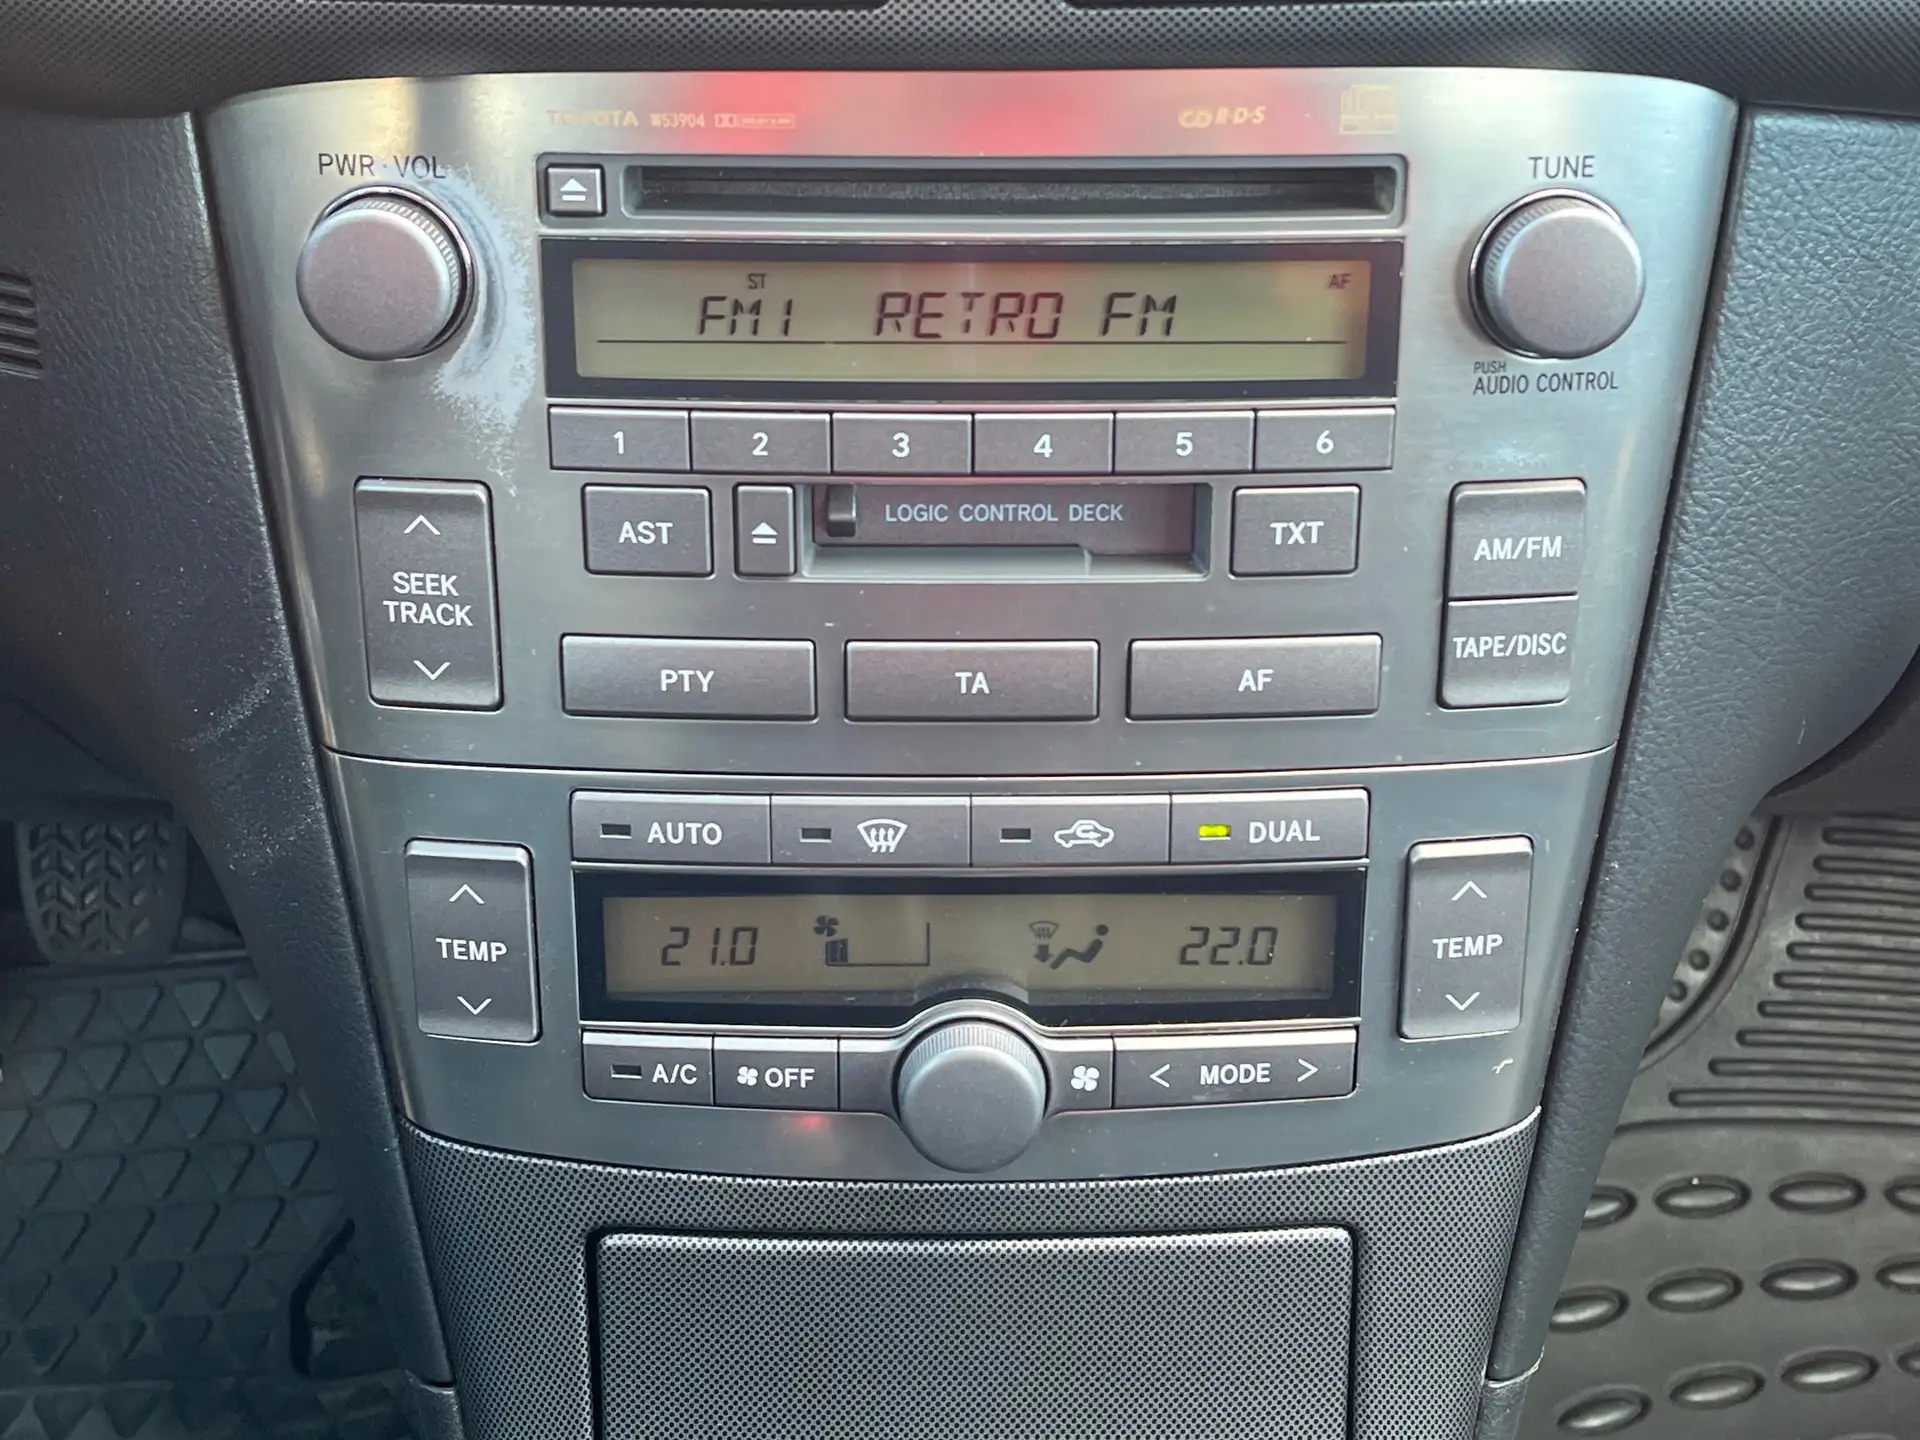 TOYOTA W53904
R·D·S
PWR·VOL
TUNE
ST
AF
FM1 RETRO FM
PUSH
AUDIO CONTROL
1 2 3 4 5 6
AST
LOGIC CONTROL DECK
TXT
SEEK
TRACK
AM/FM
TAPE/DISC
PTY
TA
AF
AUTO
DUAL
TEMP
21.0
22.0
TEMP
A/C
OFF
< MODE >